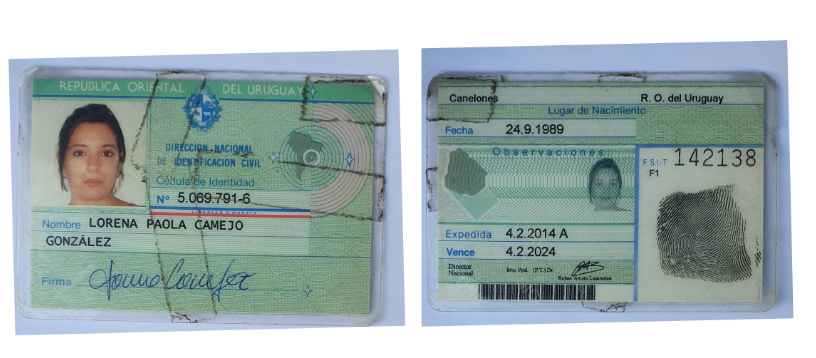 REPUBLICA ORIENTAL DEL URUGUAY
DIRECCION NACIONAL
DE IDENTIFICACION CIVIL
Cédula de Identidad
Nº 5.069.791-6
Nombre LORENA PAOLA CAMEJO
GONZÁLEZ
Firma
Canelones R. O. del Uruguay
Lugar de Nacimiento
Fecha 24.9.1989
Observaciones
F.S.I-T 142138
F1
Expedida 4.2.2014 A
Vence 4.2.2024
Director
Nacional